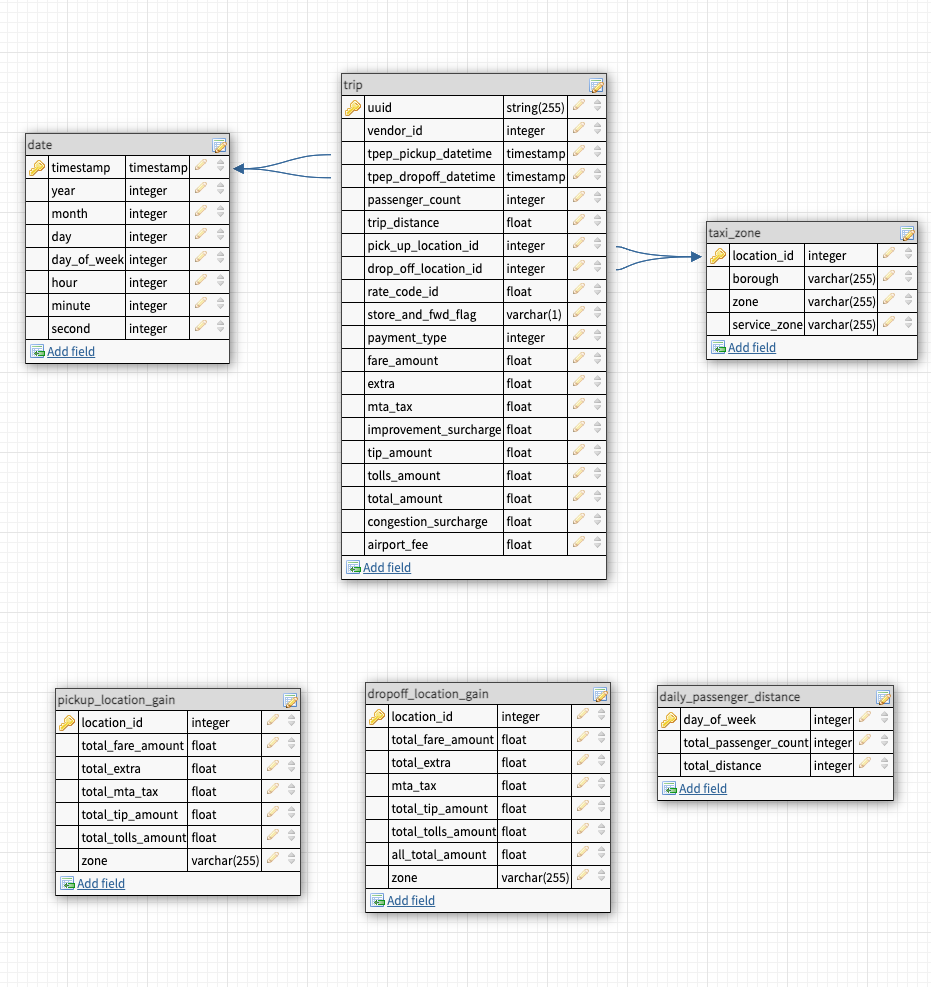 trip
uuid string(255)
vendor_id integer
tpep_pickup_datetime timestamp
tpep_dropoff_datetime timestamp
passenger_count integer
trip_distance float
pick_up_location_id integer
drop_off_location_id integer
rate_code_id float
store_and_fwd_flag varchar(1)
payment_type integer
fare_amount float
extra float
mta_tax float
improvement_surcharge float
tip_amount float
tolls_amount float
total_amount float
congestion_surcharge float
airport_fee float
Add field
date
timestamp timestamp
year integer
month integer
day integer
day_of_week integer
hour integer
minute integer
second integer
Add field
taxi_zone
location_id integer
borough varchar(255)
zone varchar(255)
service_zone varchar(255)
Add field
pickup_location_gain
location_id integer
total_fare_amount float
total_extra float
total_mta_tax float
total_tip_amount float
total_tolls_amount float
zone varchar(255)
Add field
dropoff_location_gain
location_id integer
total_fare_amount float
total_extra float
mta_tax float
total_tip_amount float
total_tolls_amount float
all_total_amount float
zone varchar(255)
Add field
daily_passenger_distance
day_of_week integer
total_passenger_count integer
total_distance integer
Add field